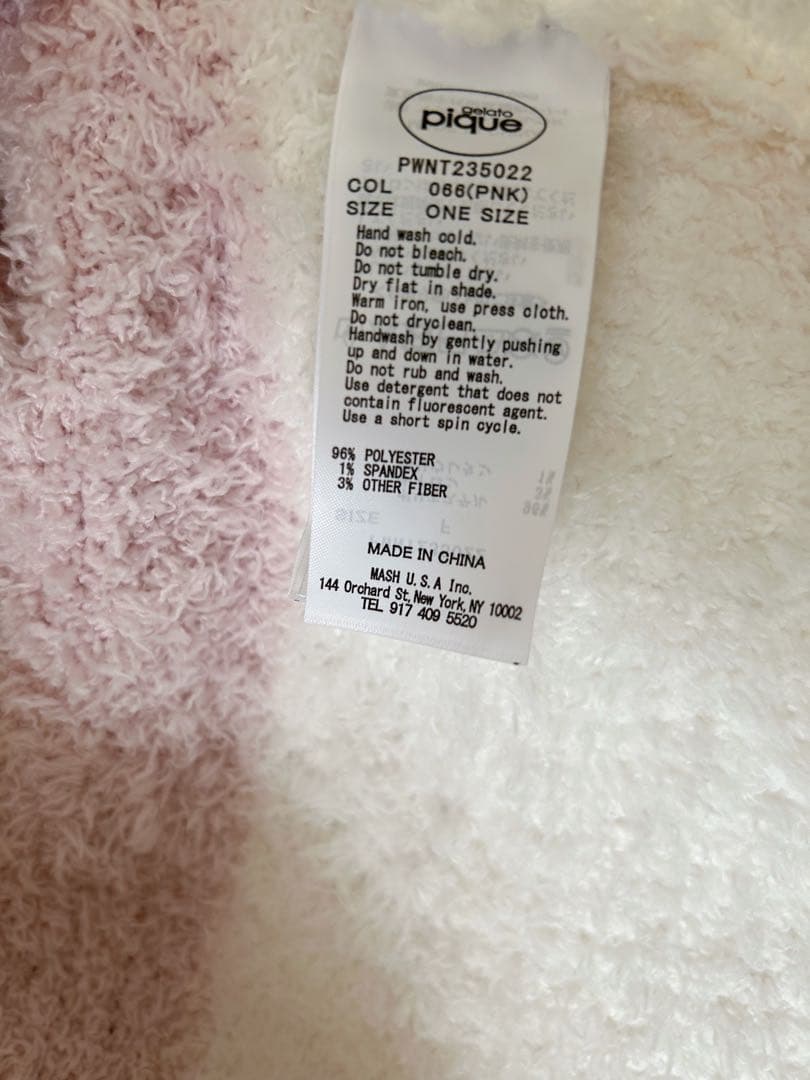 gelato
pique
PWNT235022
COL 066(PNK)
SIZE ONE SIZE
Hand wash cold.
Do not bleach.
Do not tumble dry.
Dry flat in shade.
Warm iron, use press cloth.
Do not dryclean.
Handwash by gently pushing
up and down in water.
Do not rub and wash.
Use detergent that does not
contain fluorescent agent.
Use a short spin cycle.
96% POLYESTER
1% SPANDEX
3% OTHER FIBER
MADE IN CHINA
MASH U.S.A Inc.
144 Orchard St, New York, NY 10002
TEL 917 409 5520